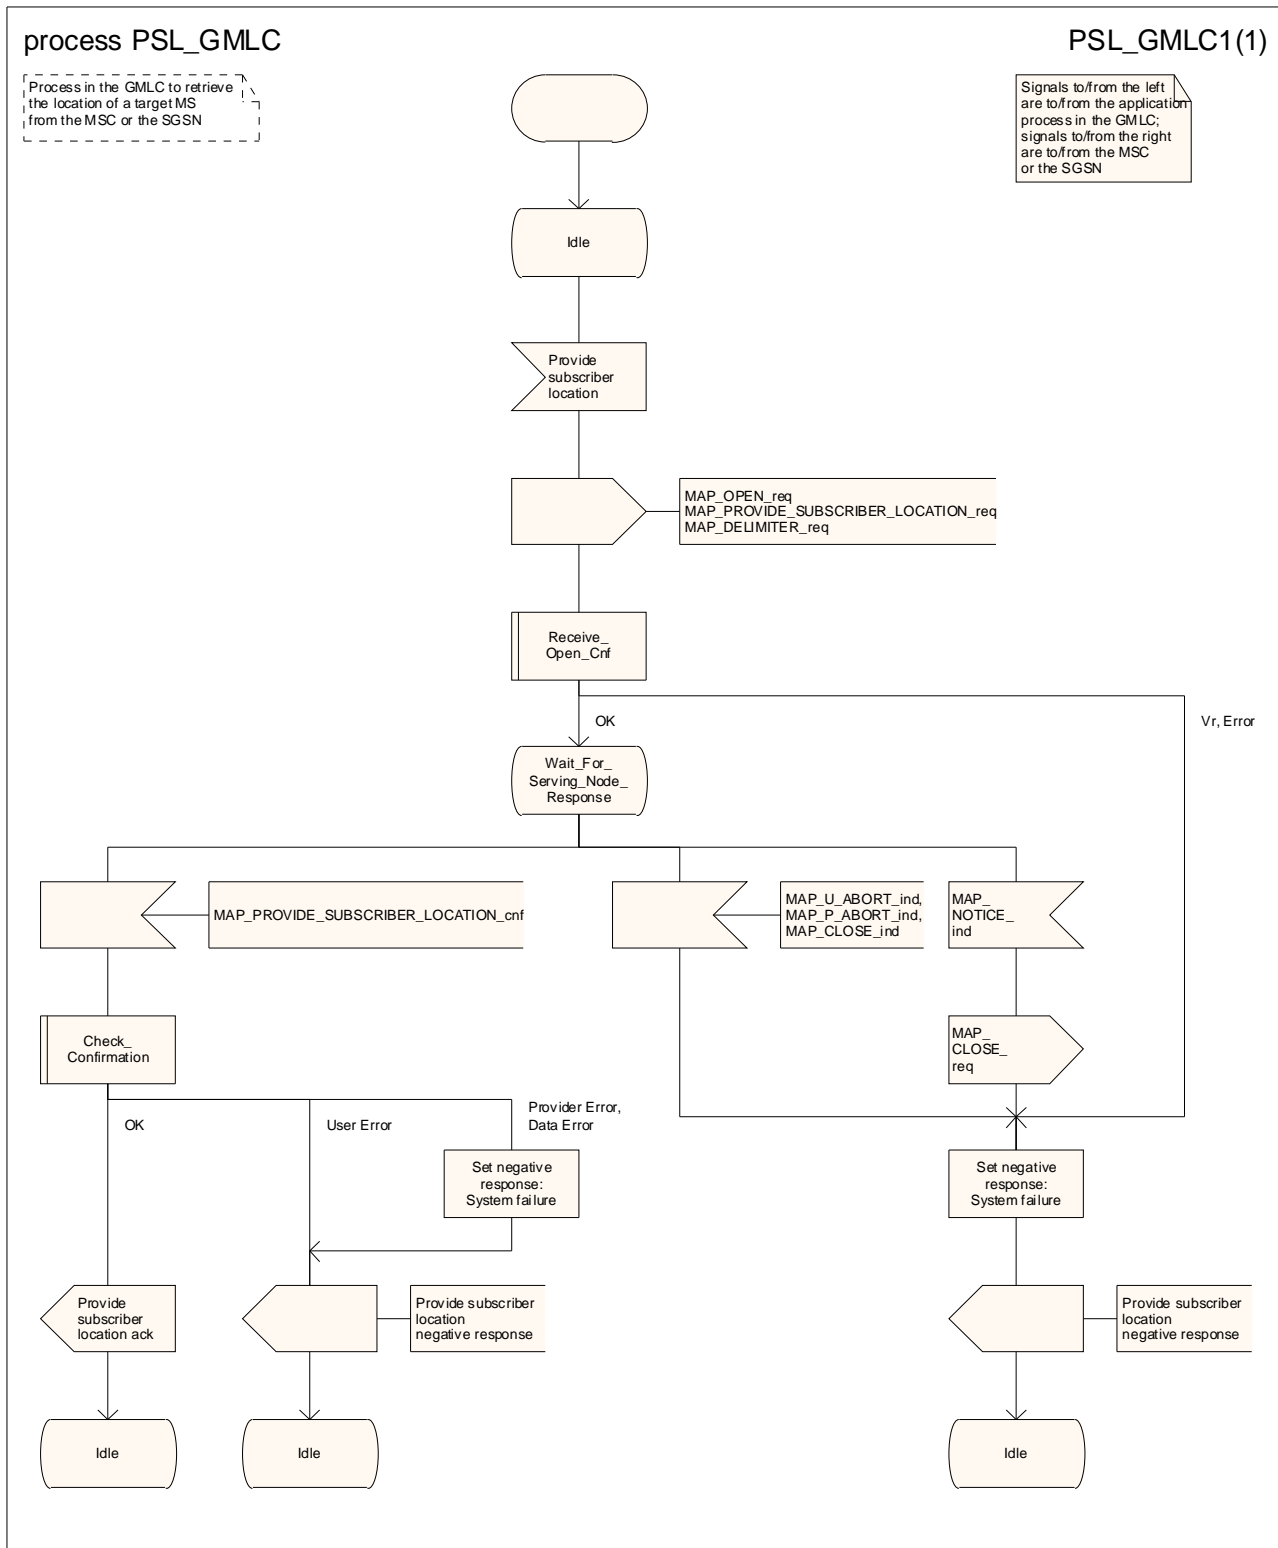 process PSL_GMLC
PSL_GMLC1(1)
Process in the GMLC to retrieve
the location of a target MS
from the MSC or the SGSN
Signals to/from the left
are to/from the application
process in the GMLC;
signals to/from the right
are to/from the MSC
or the SGSN
Idle
Provide
subscriber
location
MAP_OPEN_req
MAP_PROVIDE_SUBSCRIBER_LOCATION_req
MAP_DELIMITER_req
Receive_
Open_Cnf
OK
Vr, Error
Wait_For_
Serving_Node_
Response
MAP_PROVIDE_SUBSCRIBER_LOCATION_cnf
MAP_U_ABORT_ind,
MAP_P_ABORT_ind,
MAP_CLOSE_ind
MAP_
NOTICE_
ind
Check_
Confirmation
MAP_
CLOSE_
req
OK
User Error
Provider Error,
Data Error
Set negative
response:
System failure
Set negative
response:
System failure
Provide
subscriber
location ack
Provide subscriber
location
negative response
Provide subscriber
location
negative response
Idle
Idle
Idle